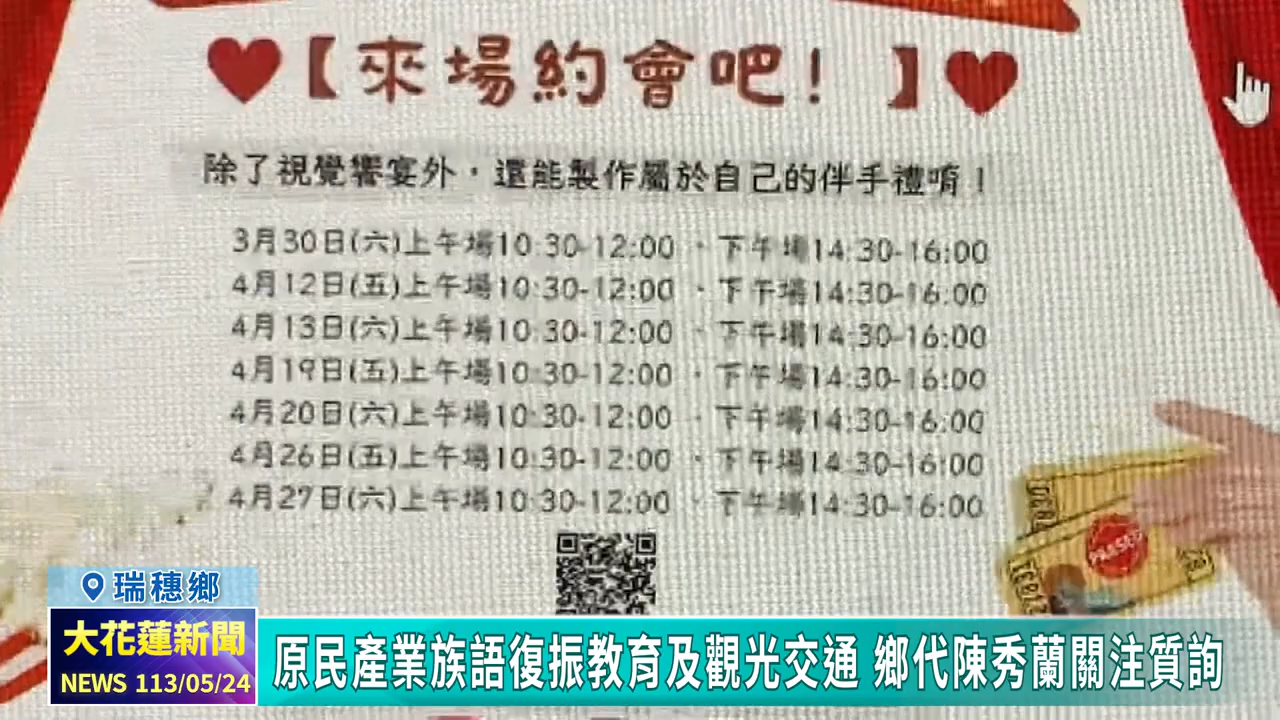 【來場約會吧！】
除了視覺饗宴外，還能製作屬於自己的伴手禮唷！
3月30日(六)上午場10:30-12:00 、下午場14:30-16:00
4月12日(五)上午場10:30-12:00 、下午場14:30-16:00
4月13日(六)上午場10:30-12:00 、下午場14:30-16:00
4月19日(五)上午場10:30-12:00 、下午場14:30-16:00
4月20日(六)上午場10:30-12:00 、下午場14:30-16:00
4月26日(五)上午場10:30-12:00 、下午場14:30-16:00
4月27日(六)上午場10:30-12:00 、下午場14:30-16:00
瑞穗鄉
大花蓮新聞
NEWS 113/05/24
原民產業族語復振教育及觀光交通 鄉代陳秀蘭關注質詢